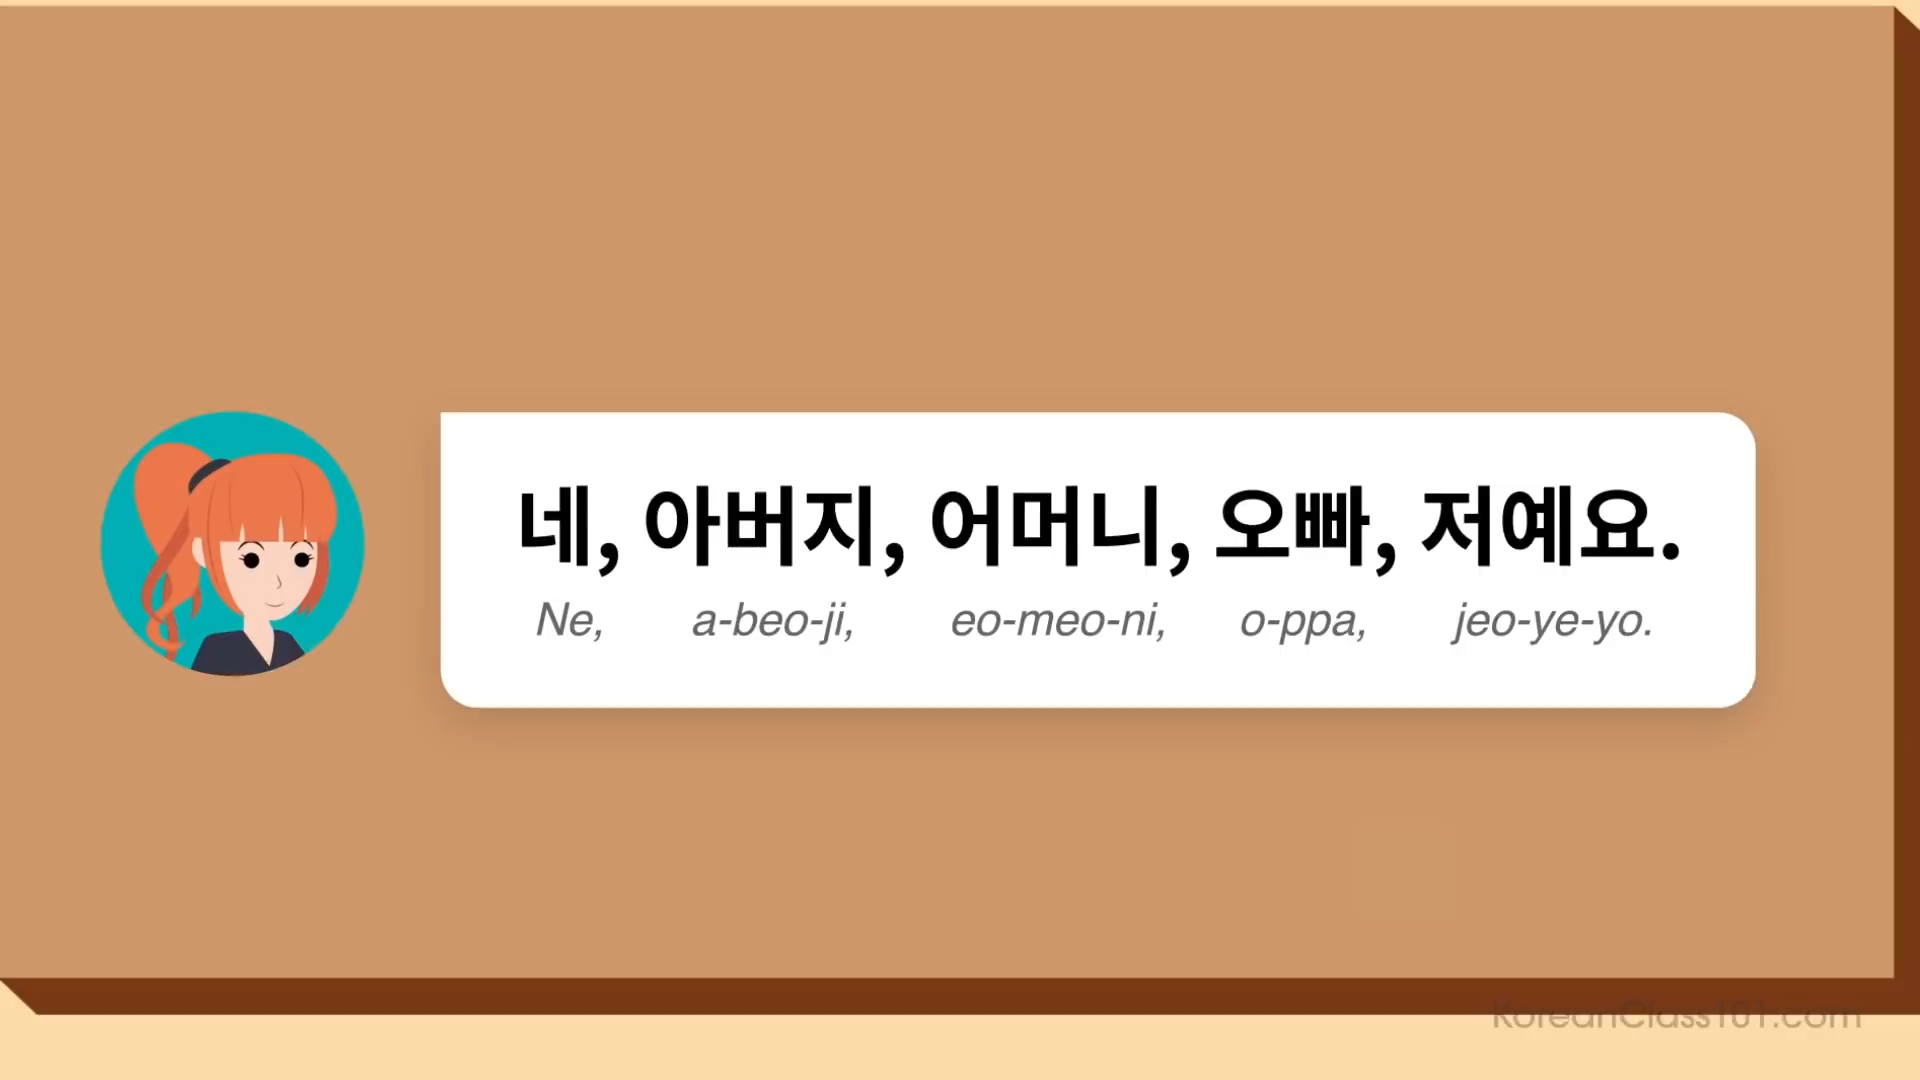 네, 아버지, 어머니, 오빠, 저예요.
Ne, a-beo-ji, eo-meo-ni, o-ppa, jeo-ye-yo.
KoreanClass101.com